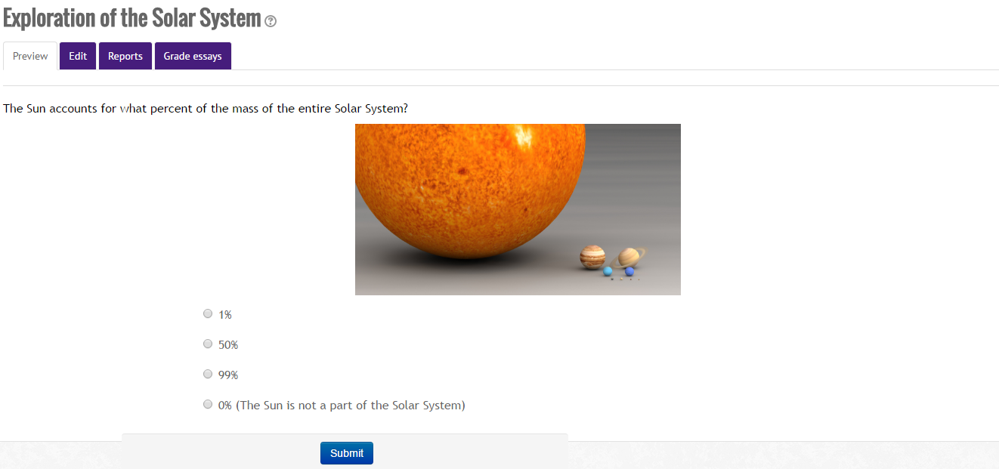 Exploration of the Solar System ?
Preview Edit Reports Grade essays
The Sun accounts for what percent of the mass of the entire Solar System?
1%
50%
99%
0% (The Sun is not a part of the Solar System)
Submit